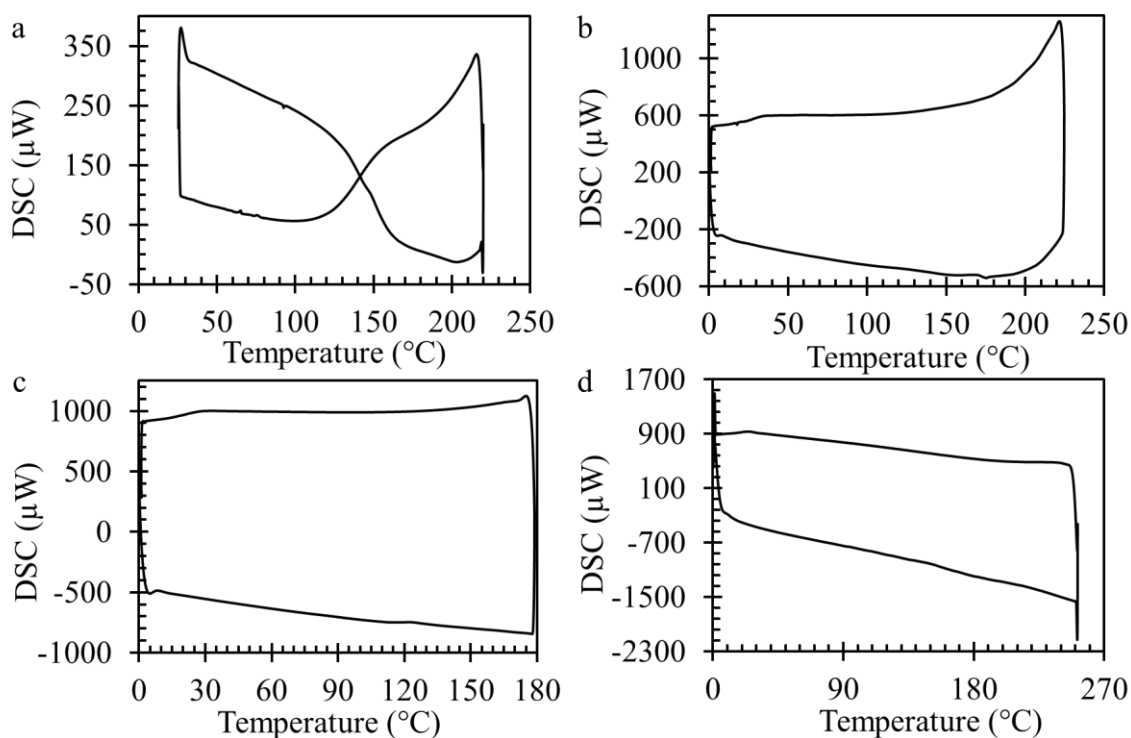 a
DSC (µW)
350
250
150
50
-50
0 50 100 150 200 250
Temperature (°C)
b
DSC (µW)
1000
600
200
-200
-600
0 50 100 150 200 250
Temperature (°C)
c
DSC (µW)
1000
500
0
-500
-1000
0 30 60 90 120 150 180
Temperature (°C)
d
DSC (µW)
1700
900
100
-700
-1500
-2300
0 90 180 270
Temperature (°C)